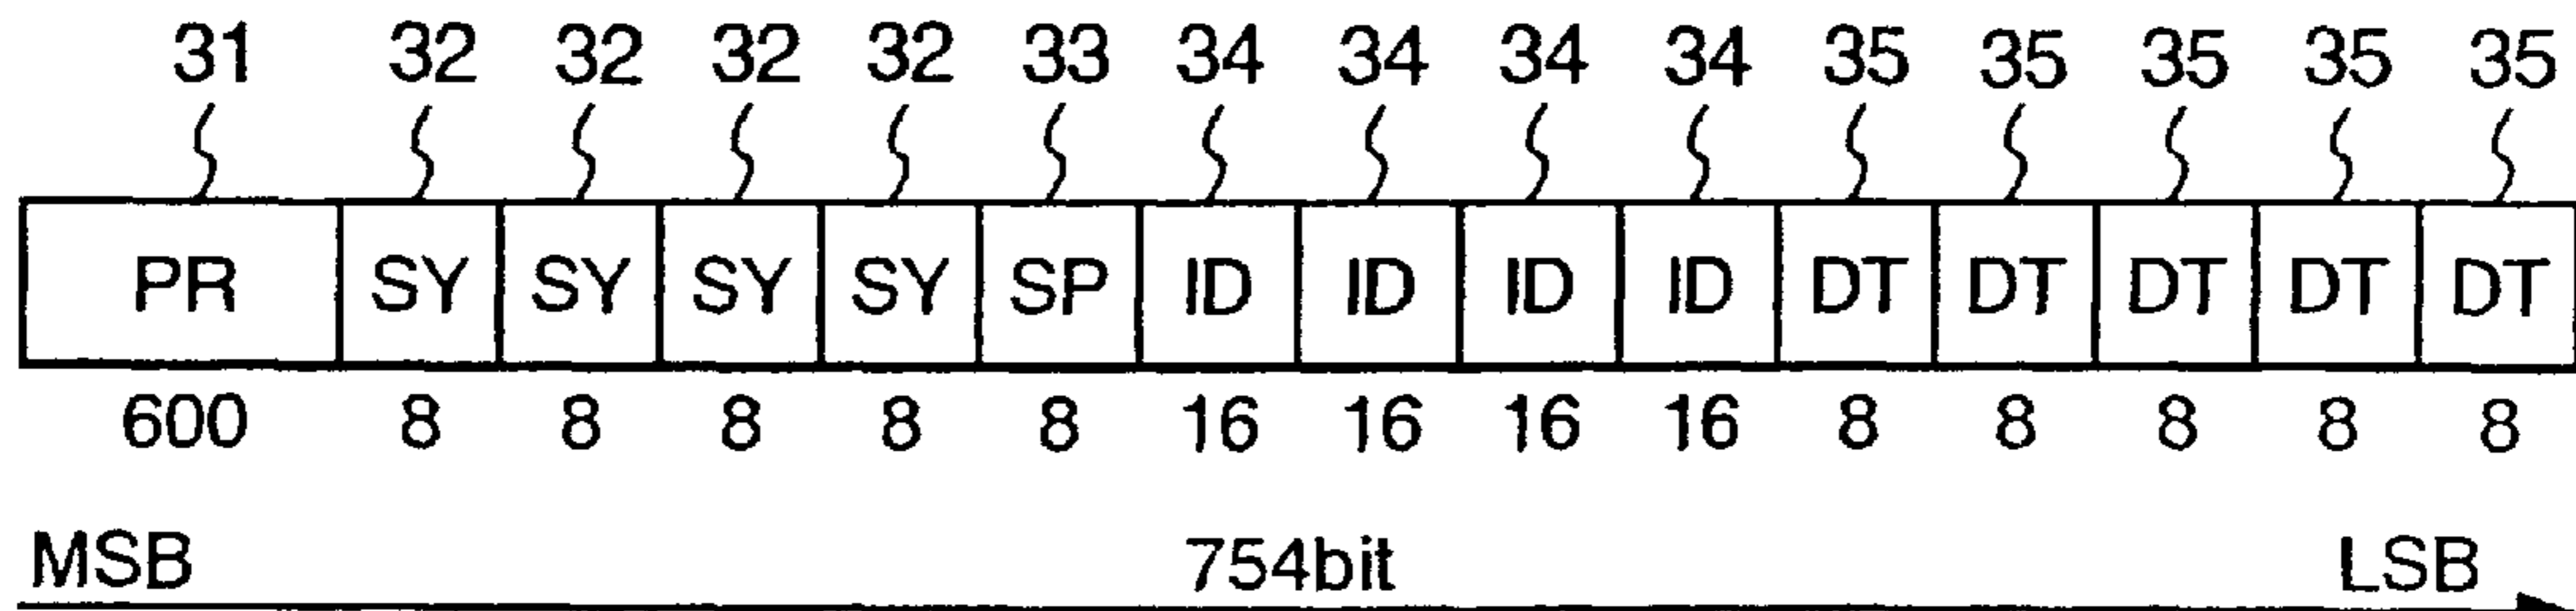 31 32 32 32 32 33 34 34 34 34 35 35 35 35 35
PR SY SY SY SY SP ID ID ID ID DT DT DT DT DT
600 8 8 8 8 8 16 16 16 16 8 8 8 8 8
MSB 754bit LSB